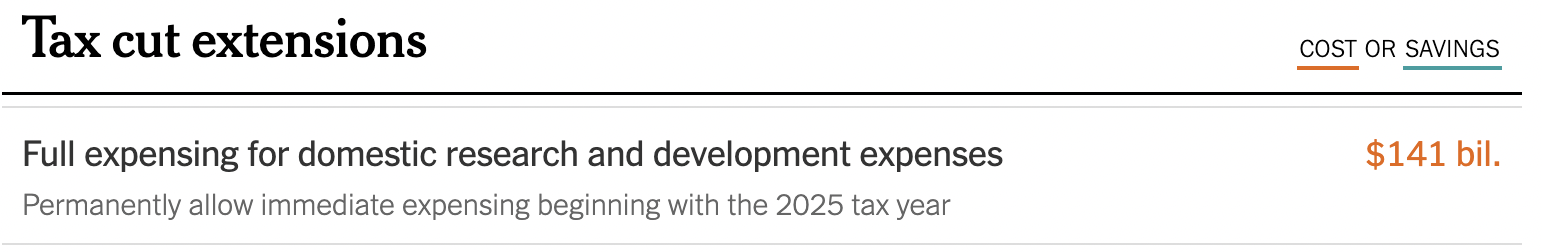 Tax cut extensions
COST OR SAVINGS
Full expensing for domestic research and development expenses
$141 bil.
Permanently allow immediate expensing beginning with the 2025 tax year